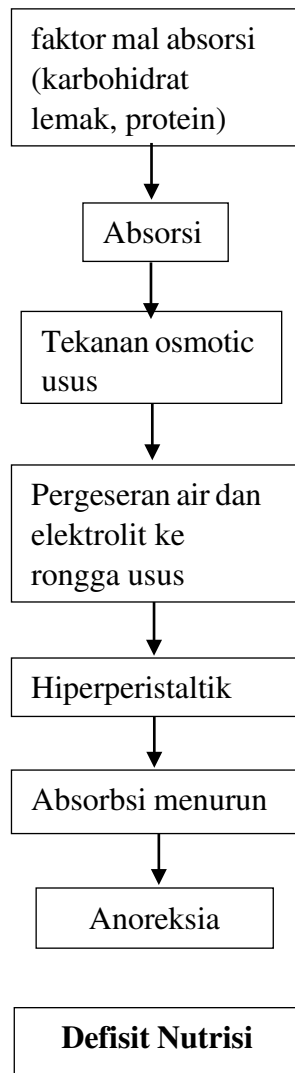 faktor mal absorsi
(karbohidrat
lemak, protein)
Absorsi
Tekanan osmotic
usus
Pergeseran air dan
elektrolit ke
rongga usus
Hiperperistaltik
Absorbsi menurun
Anoreksia
Defisit Nutrisi